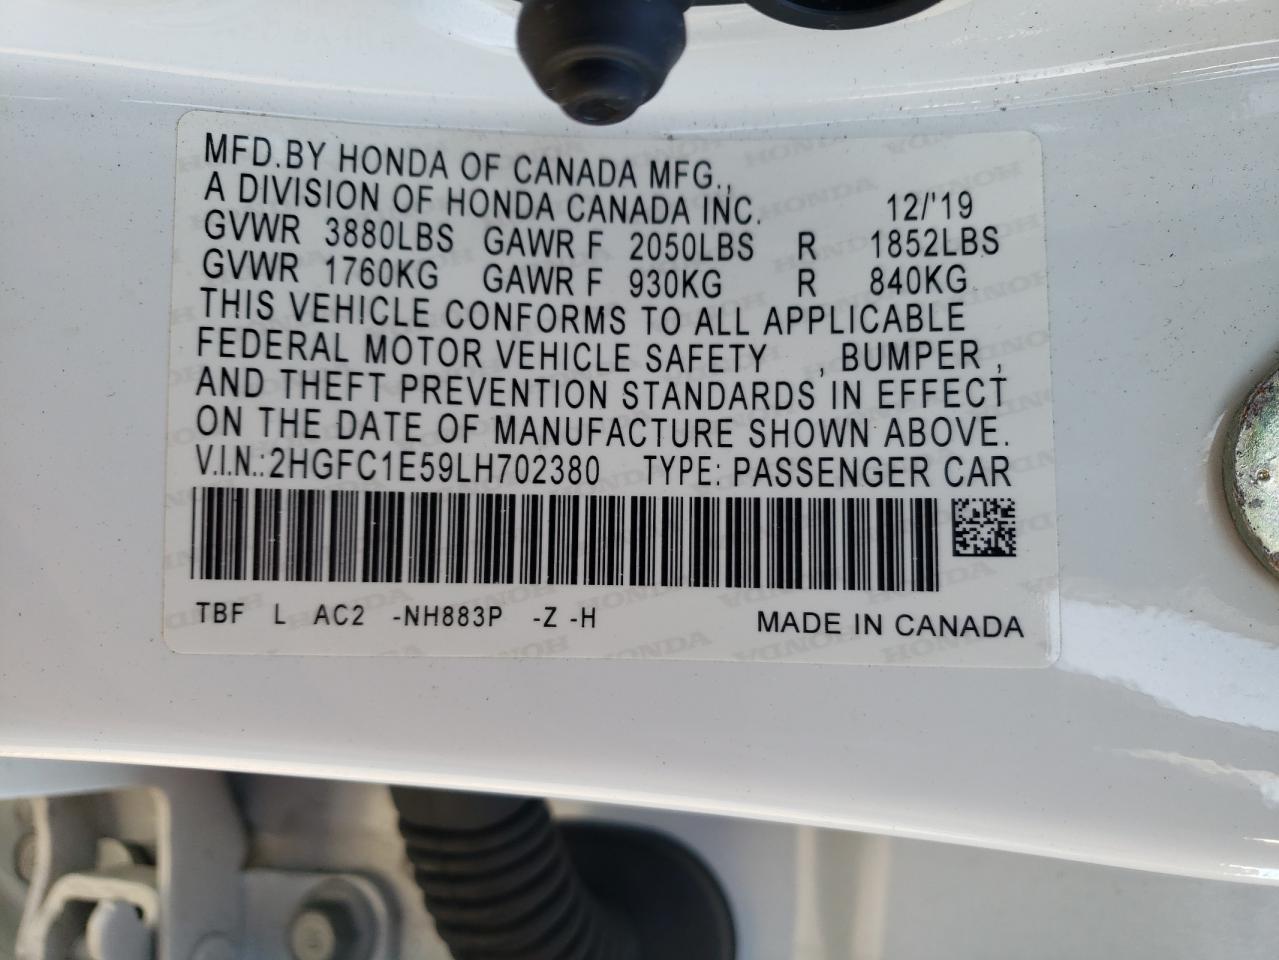 MFD.BY HONDA OF CANADA MFG.,
A DIVISION OF HONDA CANADA INC. 12/'19
GVWR 3880LBS GAWR F 2050LBS R 1852LBS
GVWR 1760KG GAWR F 930KG R 840KG
THIS VEHICLE CONFORMS TO ALL APPLICABLE
FEDERAL MOTOR VEHICLE SAFETY , BUMPER ,
AND THEFT PREVENTION STANDARDS IN EFFECT
ON THE DATE OF MANUFACTURE SHOWN ABOVE.
V.I.N.:2HGFC1E59LH702380 TYPE: PASSENGER CAR
TBF L AC2 -NH883P -Z -H MADE IN CANADA